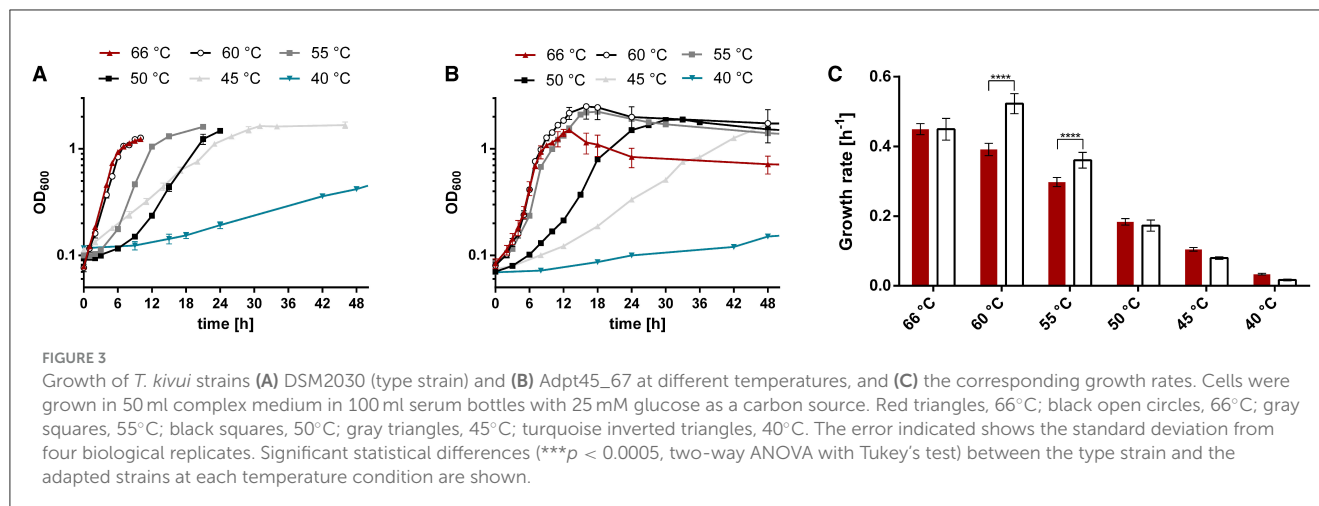 66 °C 60 °C 55 °C
50 °C 45 °C 40 °C
A
OD600
1
0.1
0 6 12 18 24 30 36 42 48
time [h]
66 °C 60 °C 55 °C
50 °C 45 °C 40 °C
B
OD600
1
0.1
0 6 12 18 24 30 36 42 48
time [h]
C
Growth rate [h-1]
0.6
0.4
0.2
0.0
****
****
66 °C 60 °C 55 °C 50 °C 45 °C 40 °C
FIGURE 3
Growth of T. kivui strains (A) DSM2030 (type strain) and (B) Adpt45_67 at different temperatures, and (C) the corresponding growth rates. Cells were
grown in 50 ml complex medium in 100 ml serum bottles with 25 mM glucose as a carbon source. Red triangles, 66°C; black open circles, 66°C; gray
squares, 55°C; black squares, 50°C; gray triangles, 45°C; turquoise inverted triangles, 40°C. The error indicated shows the standard deviation from
four biological replicates. Significant statistical differences (***p < 0.0005, two-way ANOVA with Tukey's test) between the type strain and the
adapted strains at each temperature condition are shown.